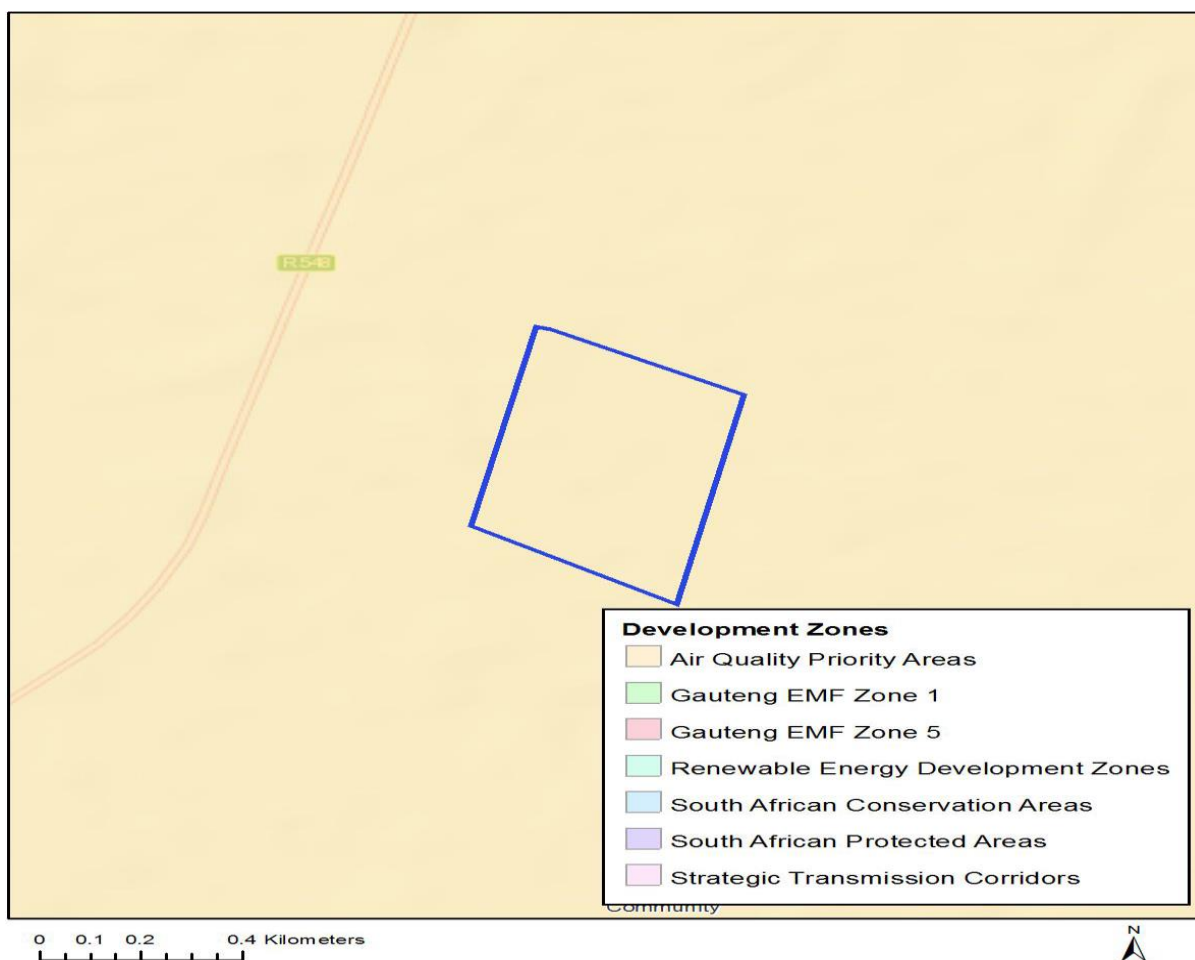 R548
Development Zones
Air Quality Priority Areas
Gauteng EMF Zone 1
Gauteng EMF Zone 5
Renewable Energy Development Zones
South African Conservation Areas
South African Protected Areas
Strategic Transmission Corridors
Community
0 0.1 0.2 0.4 Kilometers
N